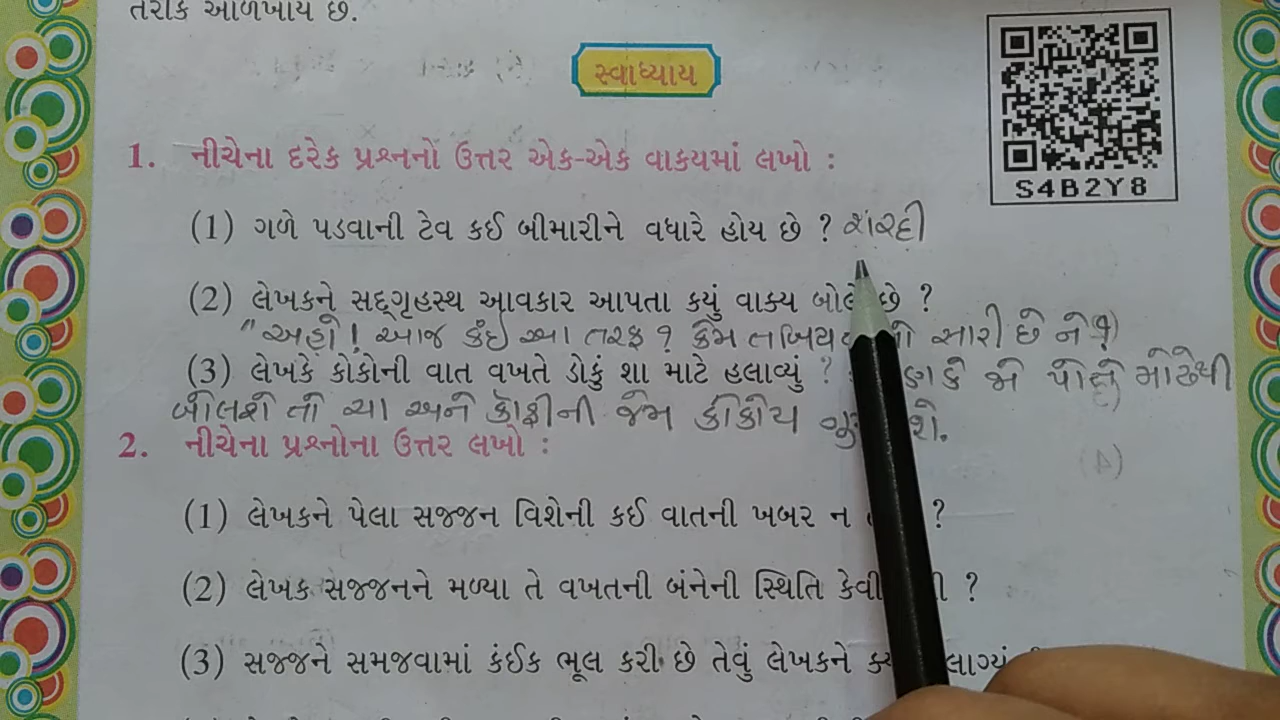 તરીકે ઓળખાય છે.
સ્વાધ્યાય
S4B2Y8
1. નીચેના દરેક પ્રશ્નનો ઉત્તર એક-એક વાક્યમાં લખો :
(1) ગળે પડવાની ટેવ કઈ બીમારીને વધારે હોય છે ? શરદી
(2) લેખકને સદ્ગૃહસ્થ આવકાર આપતા કયું વાક્ય બોલે છે ?
"અહો ! આજ કંઈ આ તરફ ? કેમ તબિયત તો સારી છે ને ?
(3) લેખકે કોકોની વાત વખતે ડોકું શા માટે હલાવ્યું ? કે જો પોતે મોઢેથી
બોલશે તો ચા અને કૉફીની જેમ કોકોય
2. નીચેના પ્રશ્નોના ઉત્તર લખો :
(1) લેખકને પેલા સજ્જન વિશેની કઈ વાતની ખબર ન ?
(2) લેખક સજ્જનને મળ્યા તે વખતની બંનેની સ્થિતિ કેવી ?
(3) સજ્જને સમજવામાં કંઈક ભૂલ કરી છે તેવું લેખકને લાગ્યું